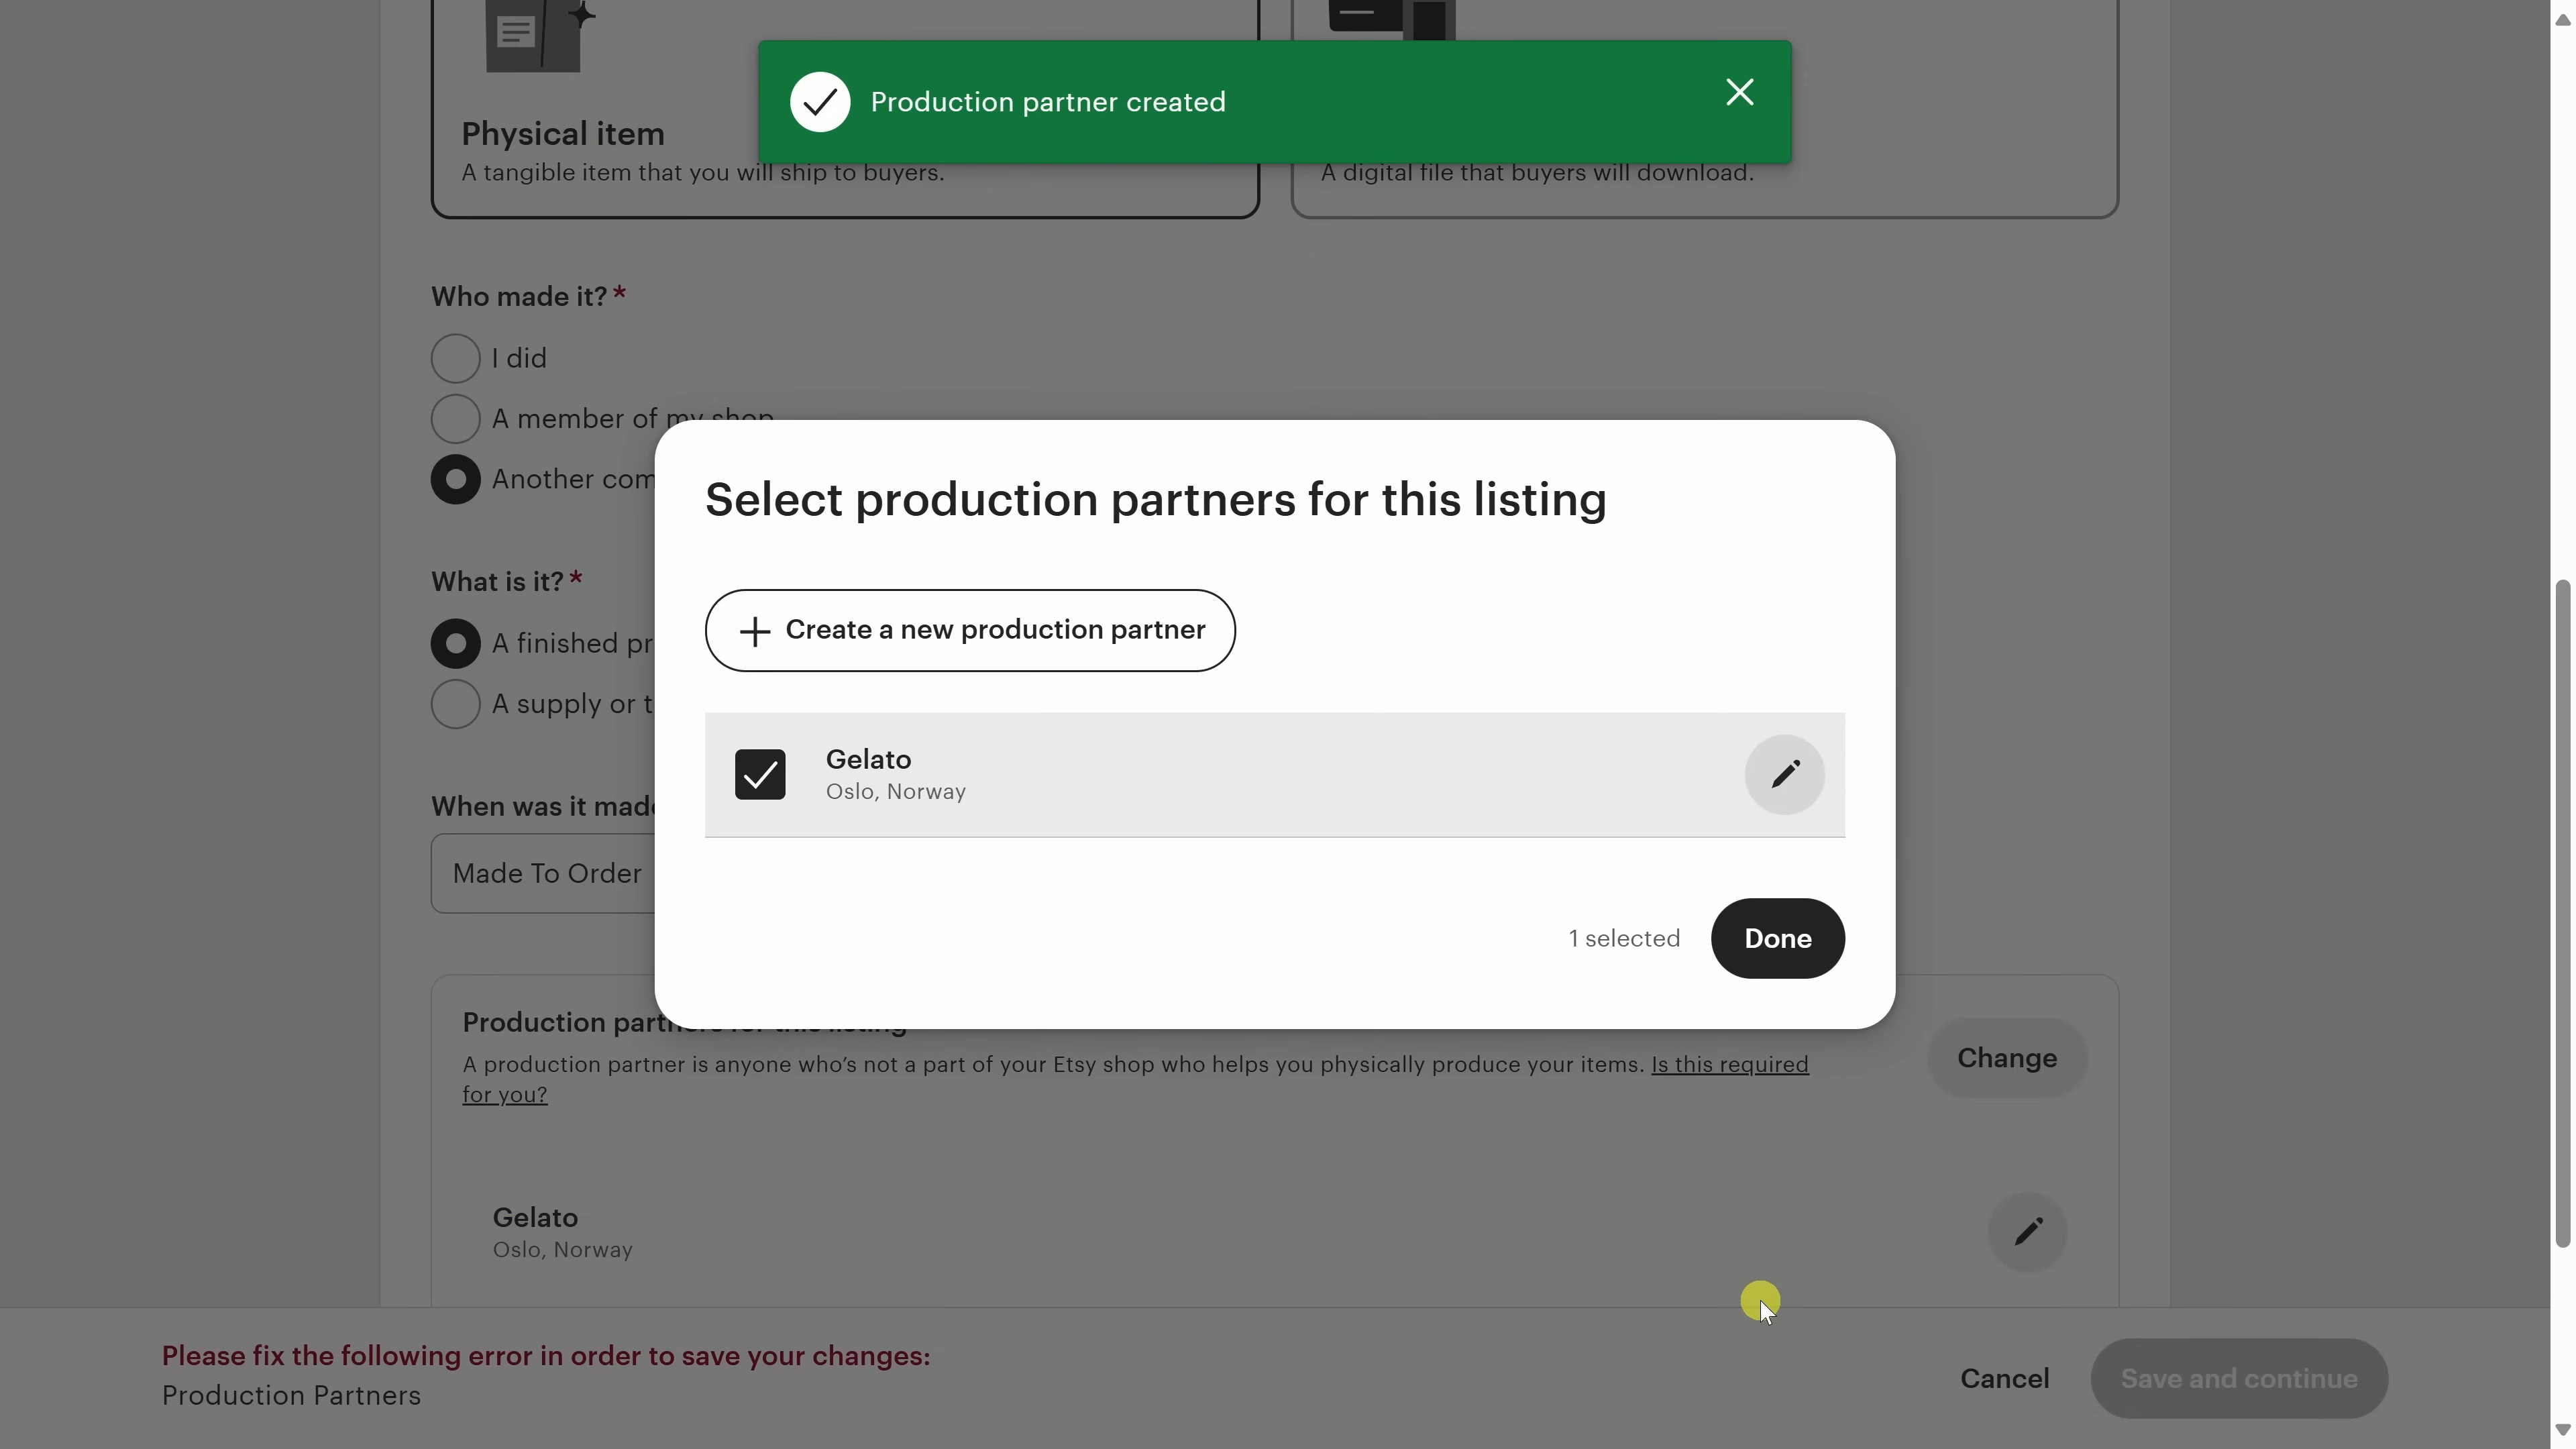 Production partner created
Physical item
A tangible item that you will ship to buyers.
A digital file that buyers will download.
Who made it?*
I did
A member of my shop
Another com
What is it?*
A finished pr
A supply or t
When was it made
Made To Order
Select production partners for this listing
Create a new production partner
Gelato
Oslo, Norway
1 selected
Done
Production partners for this listing
A production partner is anyone who’s not a part of your Etsy shop who helps you physically produce your items. Is this required
for you?
Change
Gelato
Oslo, Norway
Please fix the following error in order to save your changes:
Production Partners
Cancel
Save and continue